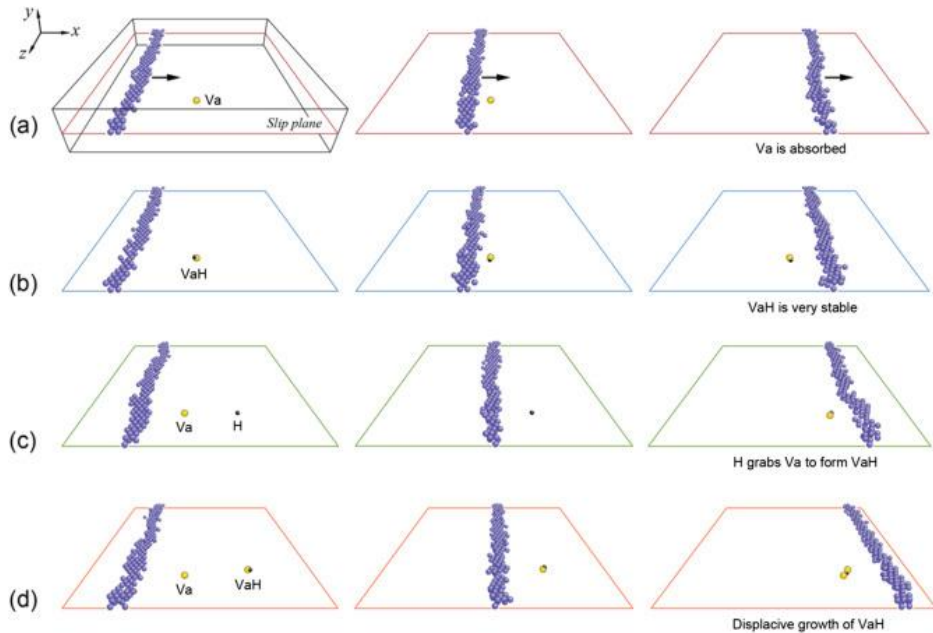 y
x
z
Va
Slip plane
(a)
Va is absorbed
VaH
(b)
VaH is very stable
Va
H
(c)
H grabs Va to form VaH
Va
VaH
(d)
Displacive growth of VaH